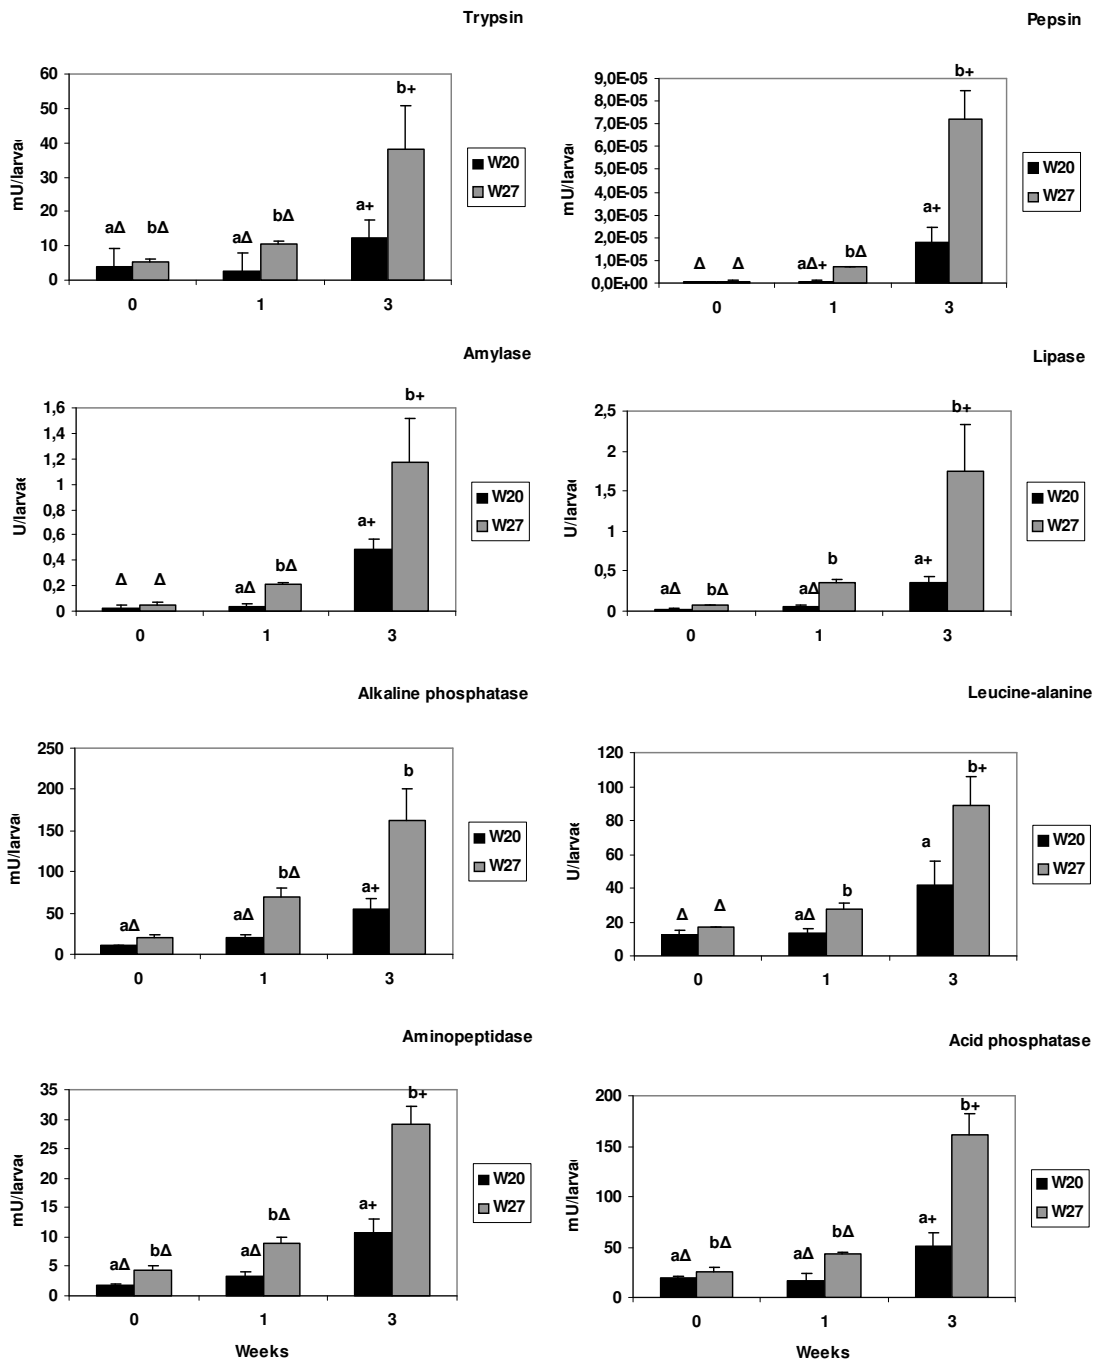 Trypsin
60
50
40
30
20
10
0
mU/larvae
b+
aΔ
bΔ
aΔ
bΔ
a+
0
1
3
W20
W27
Pepsin
9,0E-05
8,0E-05
7,0E-05
6,0E-05
5,0E-05
4,0E-05
3,0E-05
2,0E-05
1,0E-05
0,0E+00
mU/larvae
b+
a+
Δ
Δ
aΔ+
bΔ
0
1
3
W20
W27
Amylase
1,6
1,4
1,2
1
0,8
0,6
0,4
0,2
0
U/larvae
b+
a+
Δ
Δ
aΔ
bΔ
0
1
3
W20
W27
Lipase
2,5
2
1,5
1
0,5
0
U/larvae
b+
b
a+
aΔ
bΔ
aΔ
0
1
3
W20
W27
Alkaline phosphatase
250
200
150
100
50
0
mU/larvae
b
bΔ
a+
aΔ
aΔ
0
1
3
W20
W27
Leucine-alanine
120
100
80
60
40
20
0
U/larvae
b+
a
b
Δ
Δ
aΔ
0
1
3
W20
W27
Aminopeptidase
35
30
25
20
15
10
5
0
mU/larvae
b+
a+
bΔ
aΔ
bΔ
aΔ
0
1
3
Weeks
W20
W27
Acid phosphatase
200
150
100
50
0
mU/larvae
b+
a+
aΔ
bΔ
aΔ
bΔ
0
1
3
Weeks
W20
W27